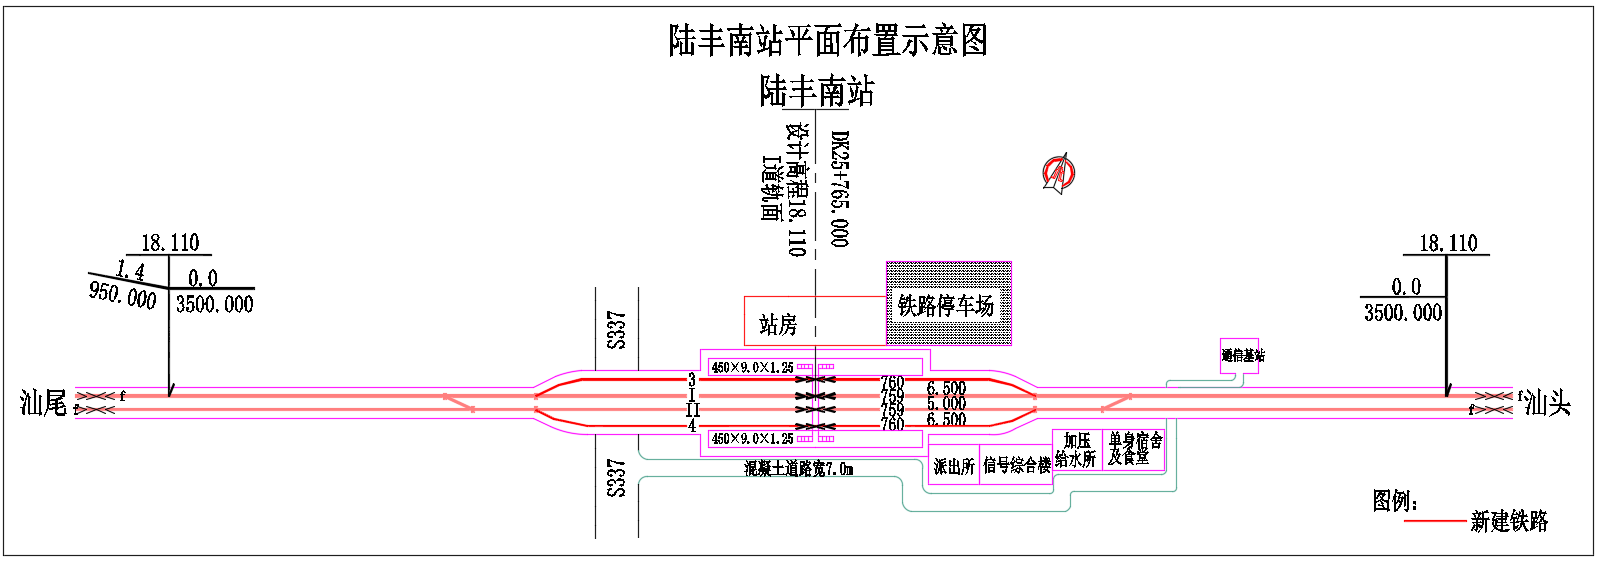 陆丰南站平面布置示意图
陆丰南站
DK25+765.000
设计高程18.110
I道轨面
18.110
1.4
950.000
0.0
3500.000
18.110
0.0
3500.000
S337
站房
铁路停车场
通信基站
450×9.0×1.25
3
760
6.500
汕尾
f
I
759
5.000
f
汕头
f
II
759
f
4
760
6.500
450×9.0×1.25
S337
混凝土道路宽7.0m
派出所
信号综合楼
加压
给水所
单身宿舍
及食堂
图例：
新建铁路